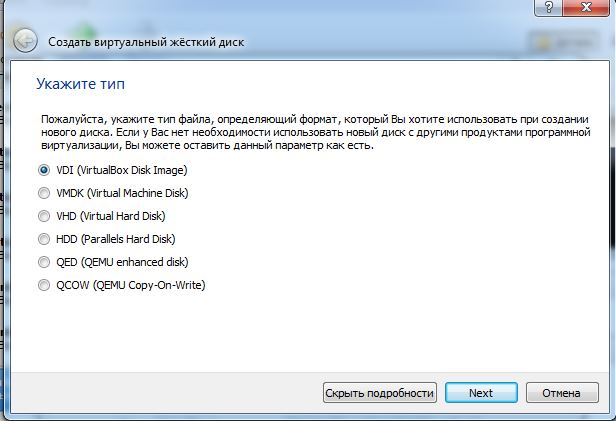 Создать виртуальный жёсткий диск
Укажите тип
Пожалуйста, укажите тип файла, определяющий формат, который Вы хотите использовать при создании
нового диска. Если у Вас нет необходимости использовать новый диск с другими продуктами программной
виртуализации, Вы можете оставить данный параметр как есть.
VDI (VirtualBox Disk Image)
VMDK (Virtual Machine Disk)
VHD (Virtual Hard Disk)
HDD (Parallels Hard Disk)
QED (QEMU enhanced disk)
QCOW (QEMU Copy-On-Write)
Скрыть подробности Next Отмена